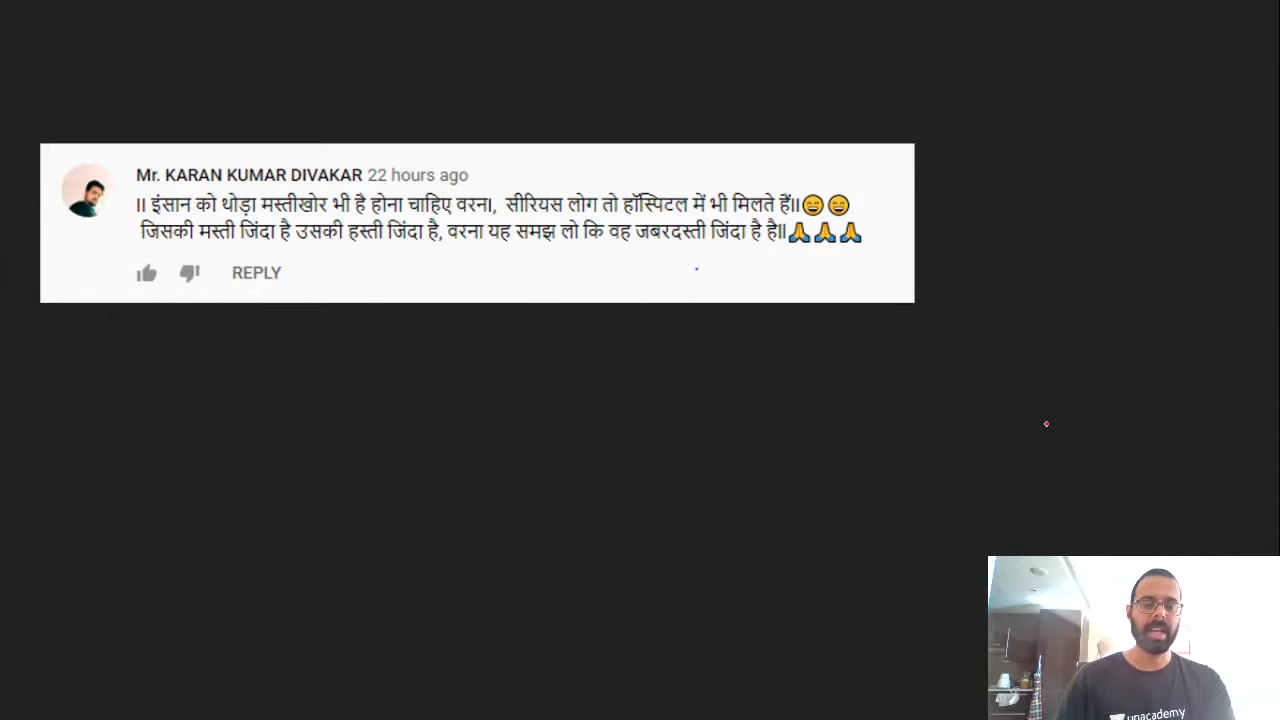 Mr. KARAN KUMAR DIVAKAR 22 hours ago
।। इंसान को थोड़ा मस्तीखोर भी है होना चाहिए वरना, सीरियस लोग तो हॉस्पिटल में भी मिलते हैं॥😄😄
जिसकी मस्ती जिंदा है उसकी हस्ती जिंदा है, वरना यह समझ लो कि वह जबरदस्ती जिंदा है है॥🙏🙏🙏
REPLY
unacademy